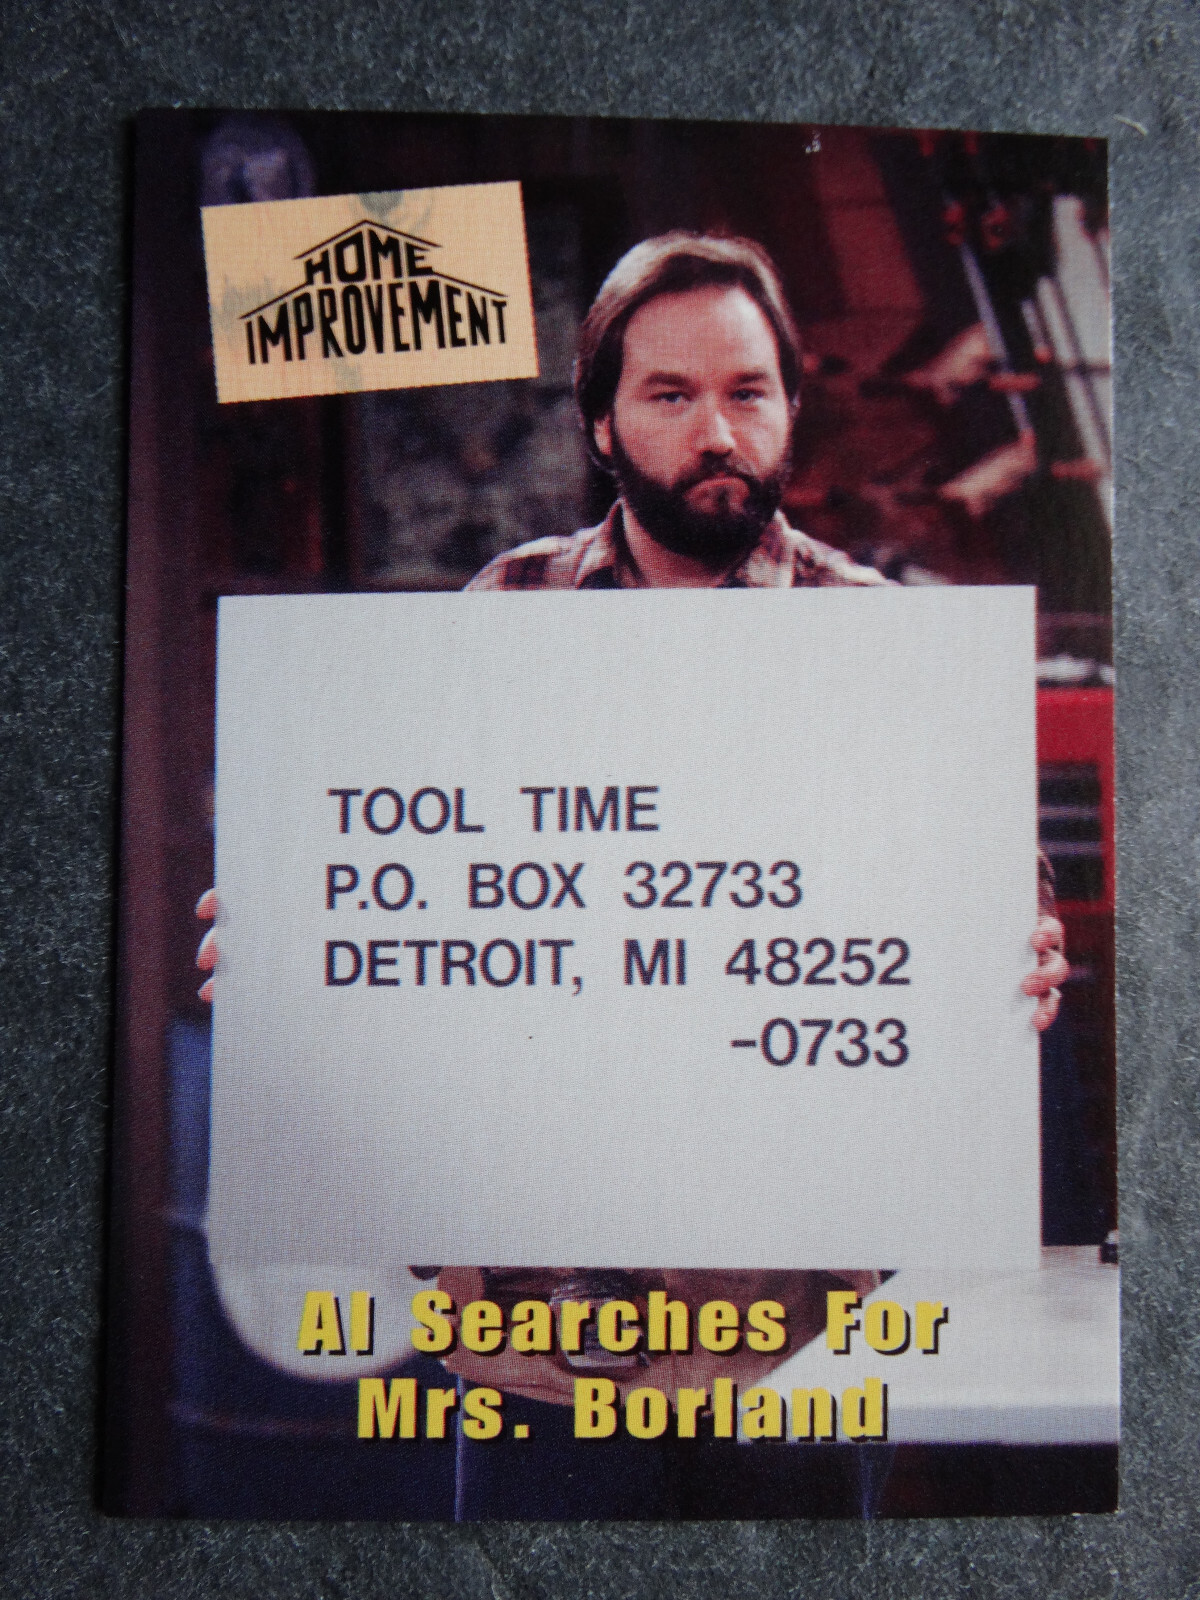 HOME
IMPROVEMENT
TOOL TIME
P.O. BOX 32733
DETROIT, MI 48252
-0733
Al Searches For
Mrs. Borland